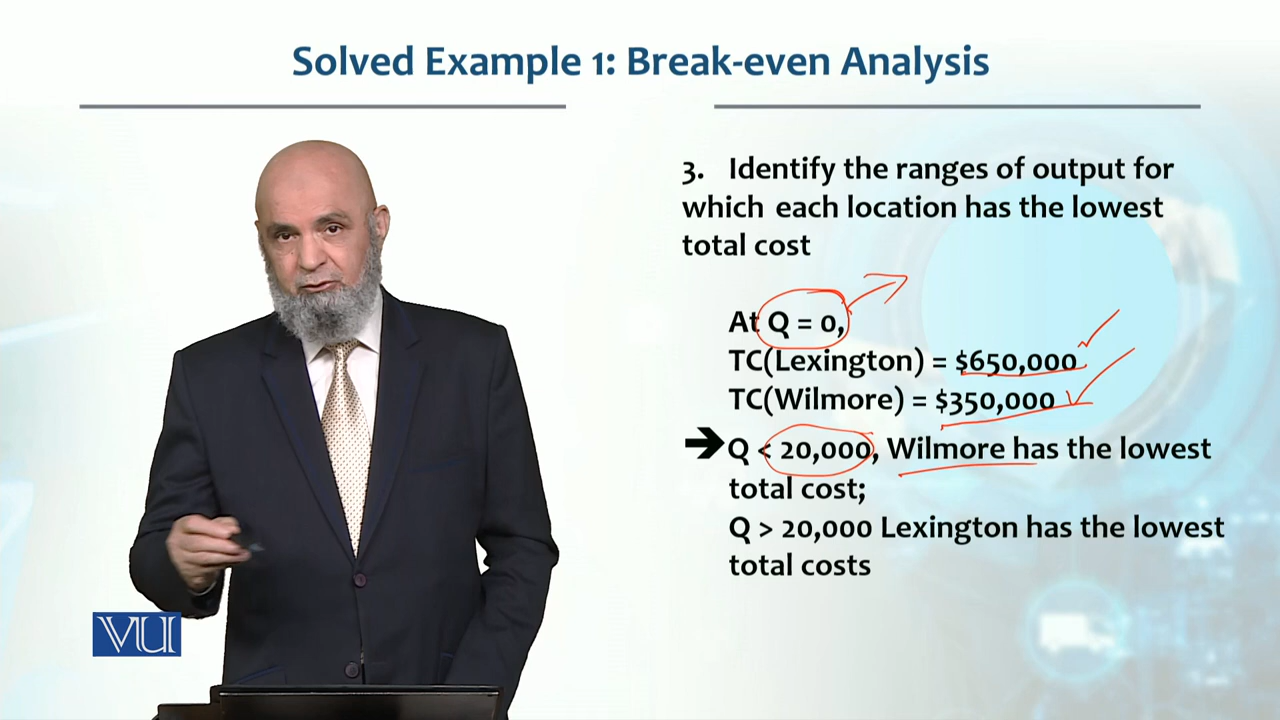 Solved Example 1: Break-even Analysis
3. Identify the ranges of output for
which each location has the lowest
total cost
At Q = 0,
TC(Lexington) = $650,000
TC(Wilmore) = $350,000
➔ Q < 20,000, Wilmore has the lowest
total cost;
Q > 20,000 Lexington has the lowest
total costs
VU